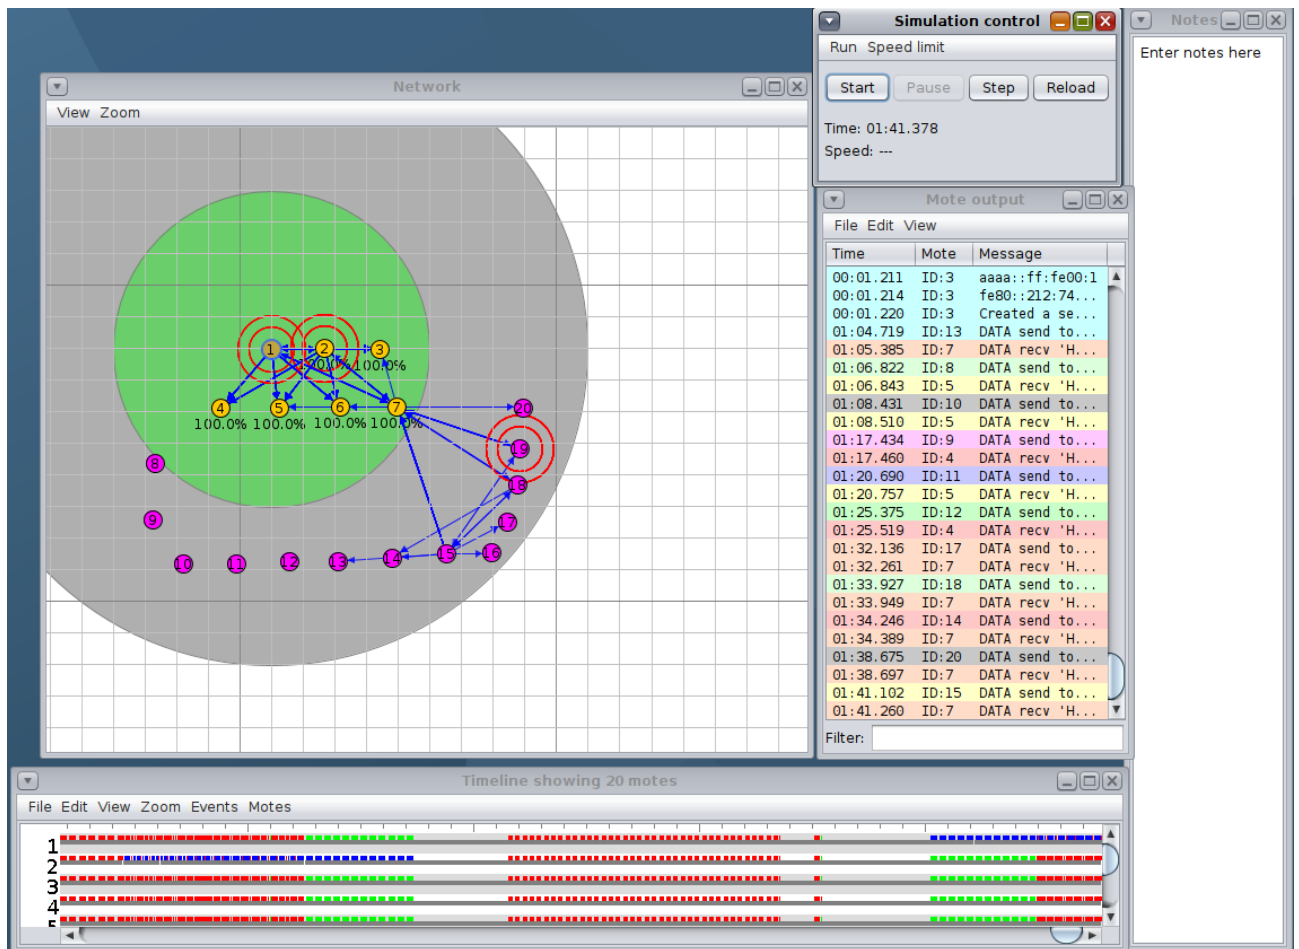 Simulation control
Run Speed limit
Start Pause Step Reload
Time: 01:41.378
Speed: ---
Notes
Enter notes here
Network
View Zoom
1 2 3
100.0%
4 5 6 7
100.0% 100.0% 100.0% 100.0%
20
19
8
18
9
17
10 11 12 13 14 15 16
Mote output
File Edit View
Time Mote Message
00:01.211 ID:3 aaaa::ff:fe00:1
00:01.214 ID:3 fe80::212:74...
00:01.220 ID:3 Created a se...
01:04.719 ID:13 DATA send to...
01:05.385 ID:7 DATA recv 'H...
01:06.822 ID:8 DATA send to...
01:06.843 ID:5 DATA recv 'H...
01:08.431 ID:10 DATA send to...
01:08.510 ID:5 DATA recv 'H...
01:17.434 ID:9 DATA send to...
01:17.460 ID:4 DATA recv 'H...
01:20.690 ID:11 DATA send to...
01:20.757 ID:5 DATA recv 'H...
01:25.375 ID:12 DATA send to...
01:25.519 ID:4 DATA recv 'H...
01:32.136 ID:17 DATA send to...
01:32.261 ID:7 DATA recv 'H...
01:33.927 ID:18 DATA send to...
01:33.949 ID:7 DATA recv 'H...
01:34.246 ID:14 DATA send to...
01:34.389 ID:7 DATA recv 'H...
01:38.675 ID:20 DATA send to...
01:38.697 ID:7 DATA recv 'H...
01:41.102 ID:15 DATA send to...
01:41.260 ID:7 DATA recv 'H...
Filter:
Timeline showing 20 motes
File Edit View Zoom Events Motes
1
2
3
4